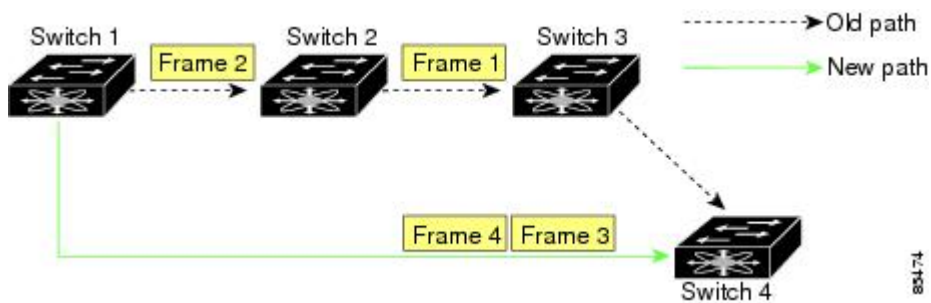 Switch 1
Switch 2
Switch 3
Old path
Frame 2
Frame 1
New path
Frame 4
Frame 3
Switch 4
85474